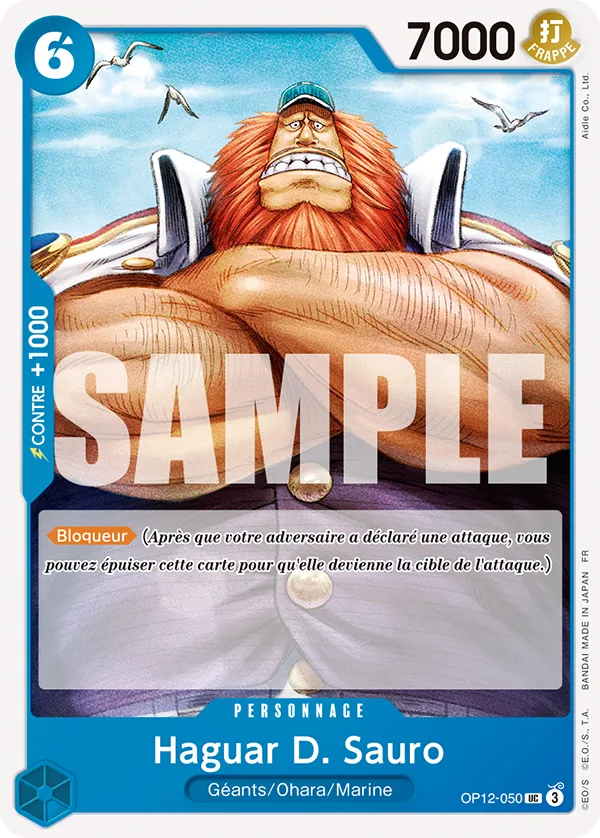 6
7000
打
FRAPPE
Aidle Co., Ltd.
CONTRE +1000
SAMPLE
Bloqueur (Après que votre adversaire a déclaré une attaque, vous
pouvez épuiser cette carte pour qu'elle devienne la cible de l'attaque.)
PERSONNAGE
Haguar D. Sauro
Géants/Ohara/Marine
OP12-050 UC 3
©E.O/S ©E.O./S., T.A. BANDAI MADE IN JAPAN FR